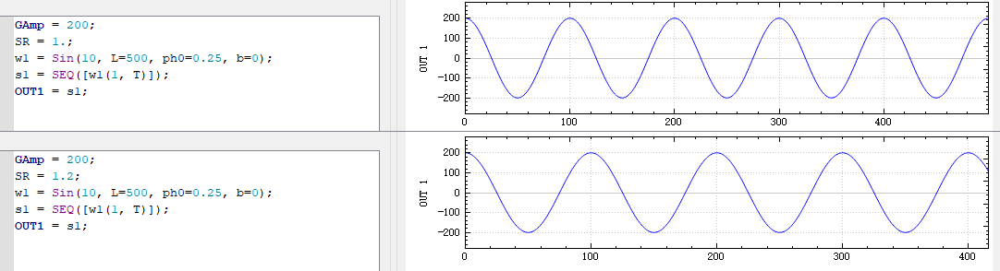 GAmp = 200;
SR = 1.;
w1 = Sin(10, L=500, ph0=0.25, b=0);
s1 = SEQ([w1(1, T)]);
OUT1 = s1;
OUT 1
200
100
0
-100
-200
0 100 200 300 400
GAmp = 200;
SR = 1.2;
w1 = Sin(10, L=500, ph0=0.25, b=0);
s1 = SEQ([w1(1, T)]);
OUT1 = s1;
OUT 1
200
100
0
-100
-200
0 100 200 300 400